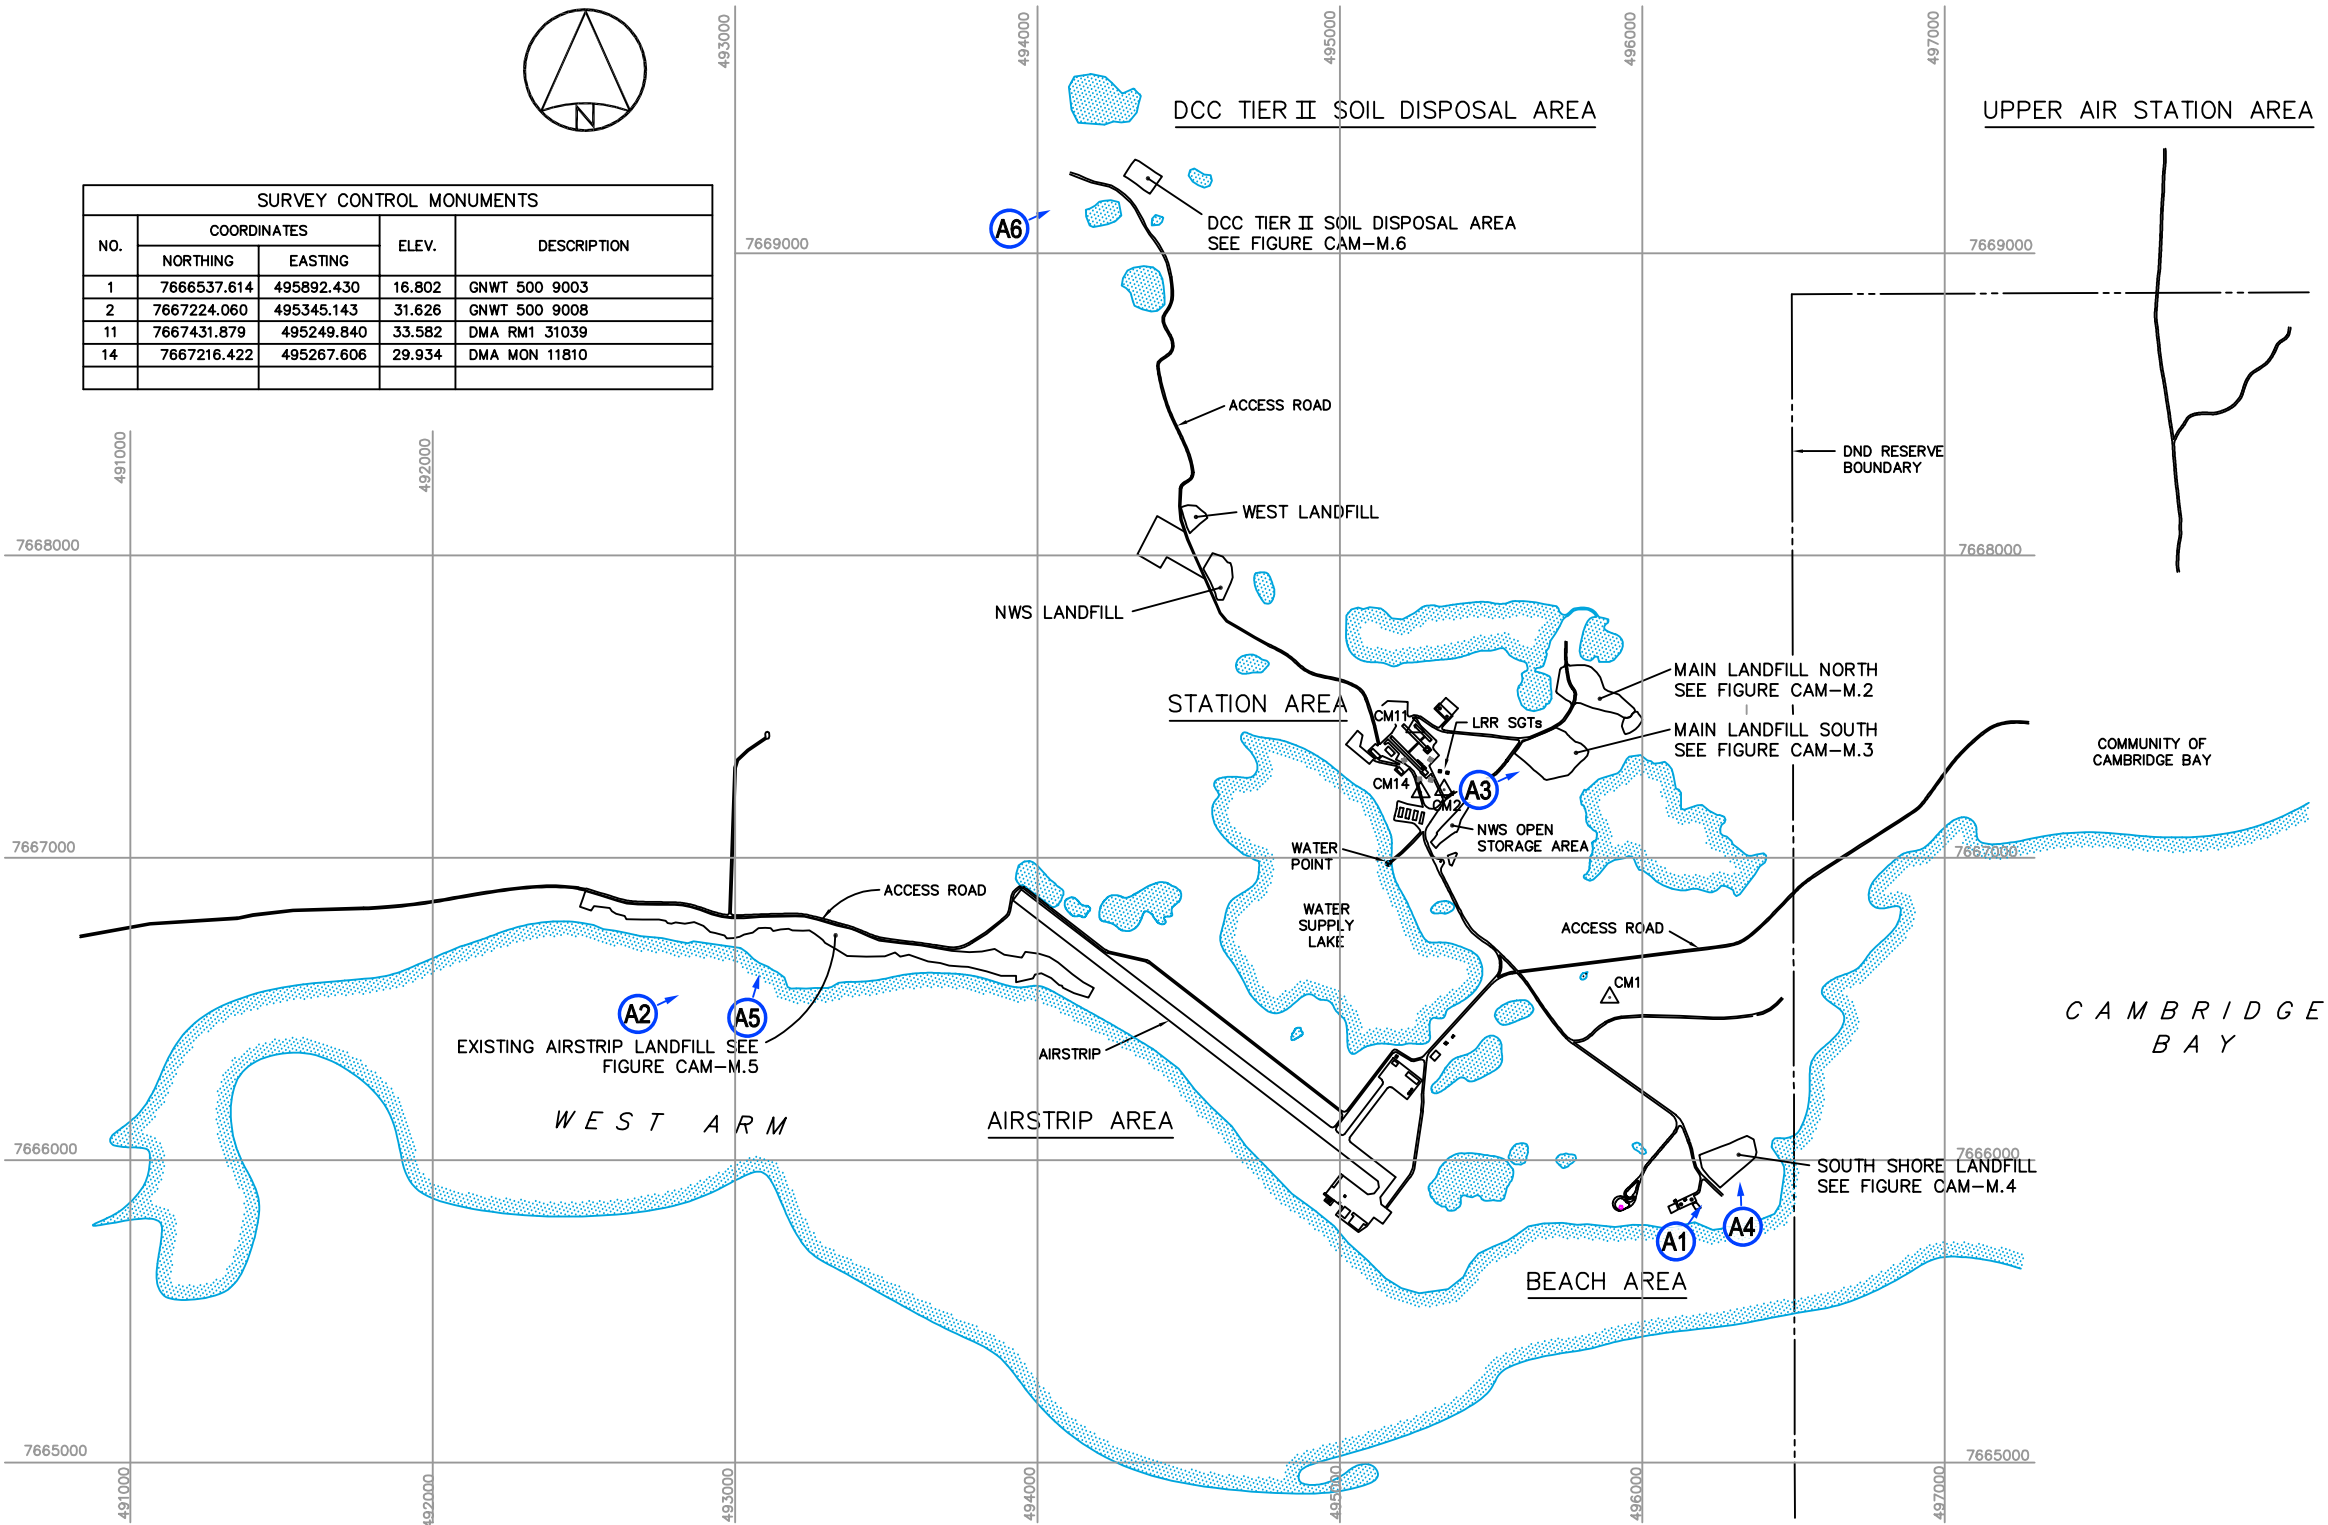 493000
494000
495000
496000
497000
N
DCC TIER II SOIL DISPOSAL AREA
UPPER AIR STATION AREA
SURVEY CONTROL MONUMENTS
NO. COORDINATES ELEV. DESCRIPTION
NORTHING EASTING
1 7666537.614 495892.430 16.802 GNWT 500 9003
2 7667224.060 495345.143 31.626 GNWT 500 9008
11 7667431.879 495249.840 33.582 DMA RM1 31039
14 7667216.422 495267.606 29.934 DMA MON 11810
A6
DCC TIER II SOIL DISPOSAL AREA
SEE FIGURE CAM-M.6
7669000
7669000
ACCESS ROAD
491000
492000
DND RESERVE
BOUNDARY
WEST LANDFILL
7668000
7668000
NWS LANDFILL
MAIN LANDFILL NORTH
SEE FIGURE CAM-M.2
STATION AREA
CM11
LRR SGTs
MAIN LANDFILL SOUTH
SEE FIGURE CAM-M.3
COMMUNITY OF
CAMBRIDGE BAY
CM14
A3
CM2
NWS OPEN
STORAGE AREA
WATER
POINT
7667000
7667000
ACCESS ROAD
WATER
SUPPLY
LAKE
ACCESS ROAD
CM1
A2
A5
CAMBRIDGE
BAY
EXISTING AIRSTRIP LANDFILL SEE
FIGURE CAM-M.5
AIRSTRIP
WEST ARM
AIRSTRIP AREA
7666000
7666000
SOUTH SHORE LANDFILL
SEE FIGURE CAM-M.4
A1
A4
BEACH AREA
7665000
7665000
491000
492000
493000
494000
495000
496000
497000